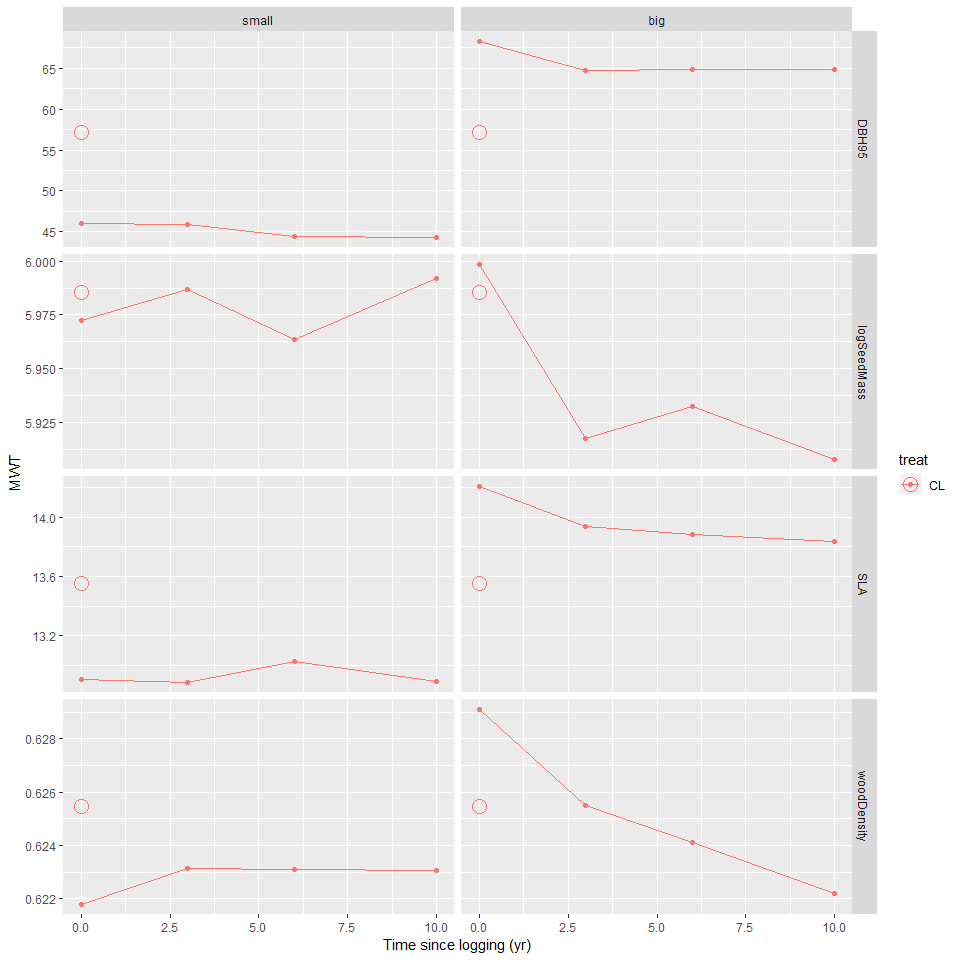 small
big
65
60
55
50
45
DBH95
6.000
5.975
5.950
5.925
logSeedMass
14.0
13.6
13.2
SLA
0.628
0.626
0.624
0.622
woodDensity
0.0
2.5
5.0
7.5
10.0
0.0
2.5
5.0
7.5
10.0
Time since logging (yr)
MWT
treat
CL